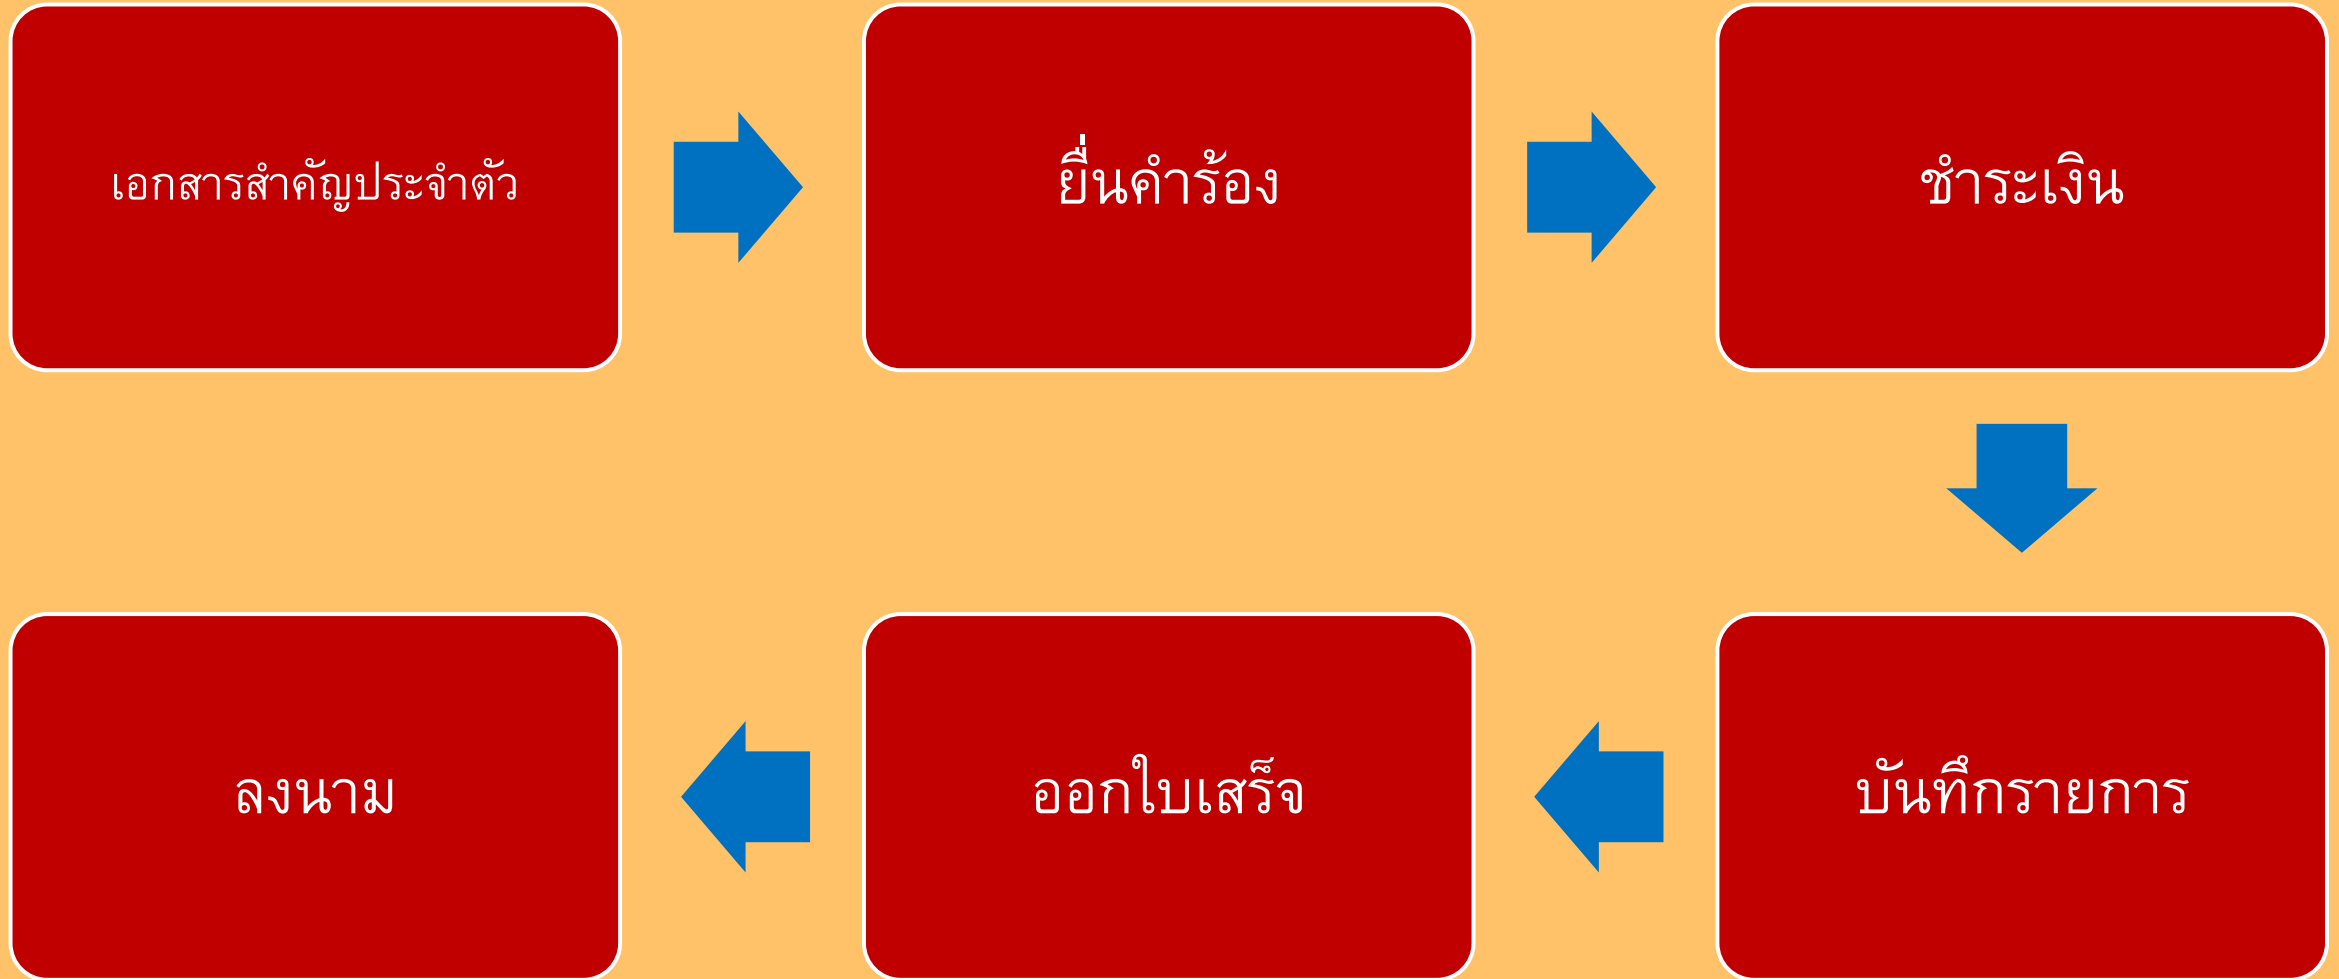 เอกสารสำคัญประจำตัว
ยื่นคำร้อง
ชำระเงิน
บันทึกรายการ
ออกใบเสร็จ
ลงนาม